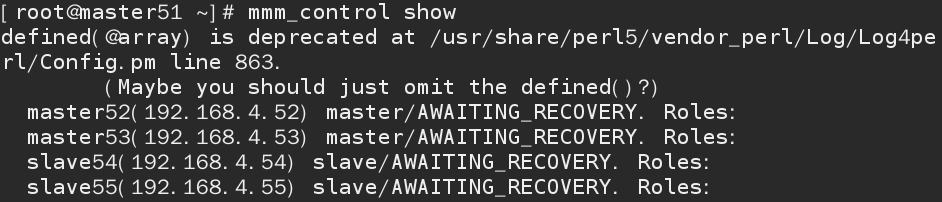 [root@master51 ~]# mmm_control show
defined(@array) is deprecated at /usr/share/perl5/vendor_perl/Log/Log4pe
rl/Config.pm line 863.
        (Maybe you should just omit the defined()?)
  master52(192.168.4.52) master/AWAITING_RECOVERY. Roles:
  master53(192.168.4.53) master/AWAITING_RECOVERY. Roles:
  slave54(192.168.4.54) slave/AWAITING_RECOVERY. Roles:
  slave55(192.168.4.55) slave/AWAITING_RECOVERY. Roles: